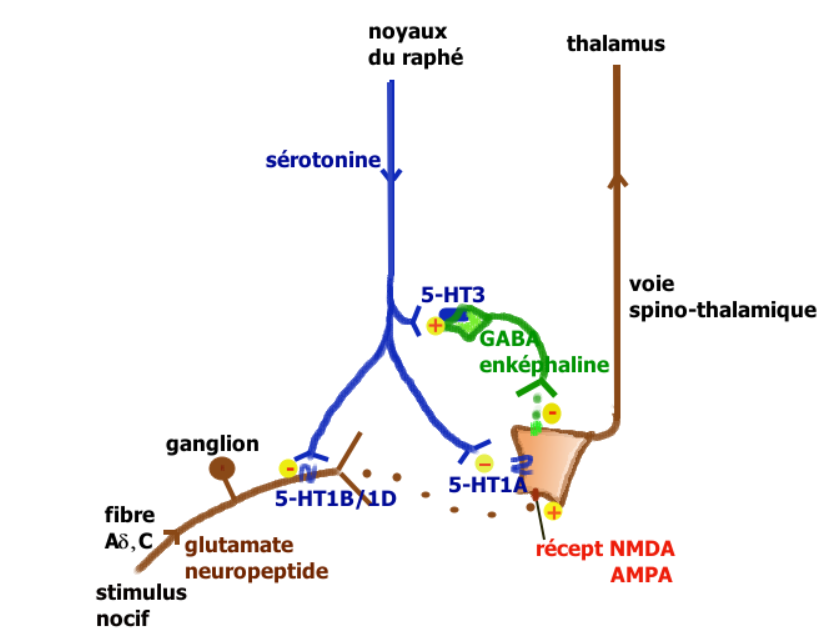 noyaux
du raphé
thalamus
sérotonine
5-HT3
+
GABA
enképhaline
voie
spino-thalamique
-
ganglion
-
5-HT1B/1D
−
5-HT1A
+
fibre
Aδ,C
glutamate
neuropeptide
stimulus
nocif
récept NMDA
AMPA